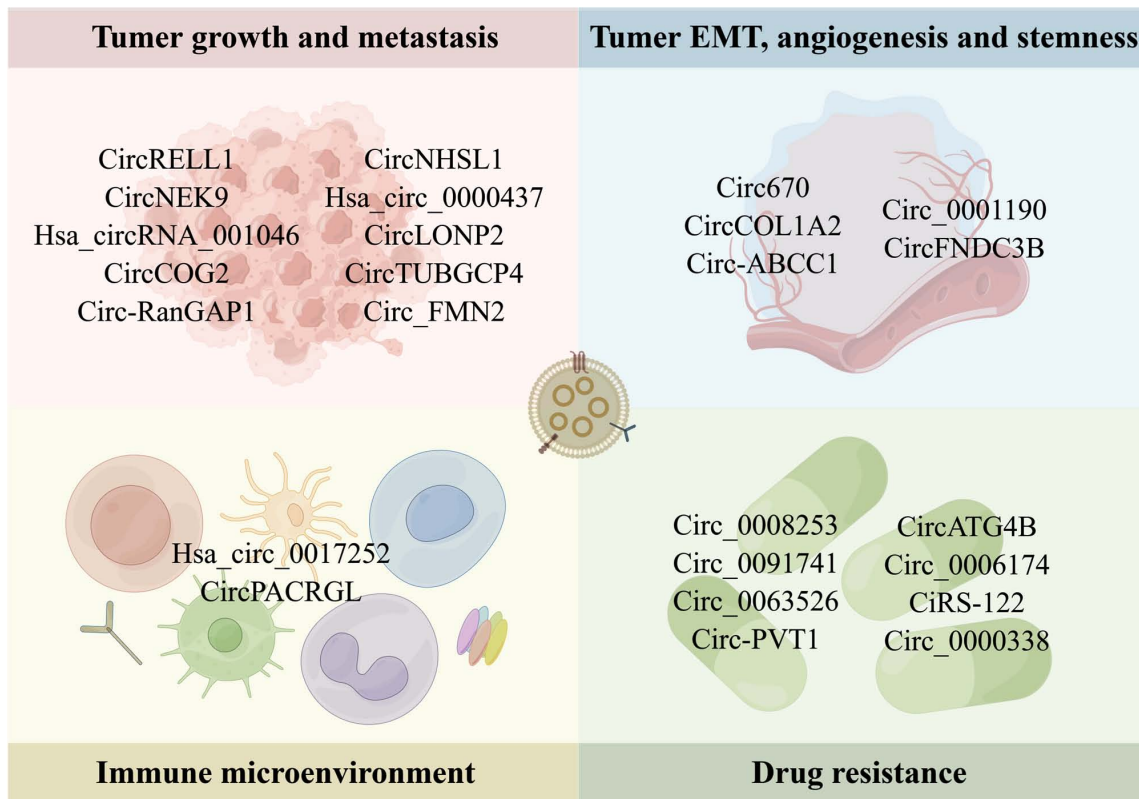 Tumer growth and metastasis
CircRELL1
CircNEK9
Hsa_circRNA_001046
CircCOG2
Circ-RanGAP1
CircNHSL1
Hsa_circ_0000437
CircLONP2
CircTUBGCP4
Circ_FMN2
Tumer EMT, angiogenesis and stemness
Circ670
CircCOL1A2
Circ-ABCC1
Circ_0001190
CircFNDC3B
Hsa_circ_0017252
CircPACRGL
Immune microenvironment
Circ_0008253
Circ_0091741
Circ_0063526
Circ-PVT1
CircATG4B
Circ_0006174
CiRS-122
Circ_0000338
Drug resistance